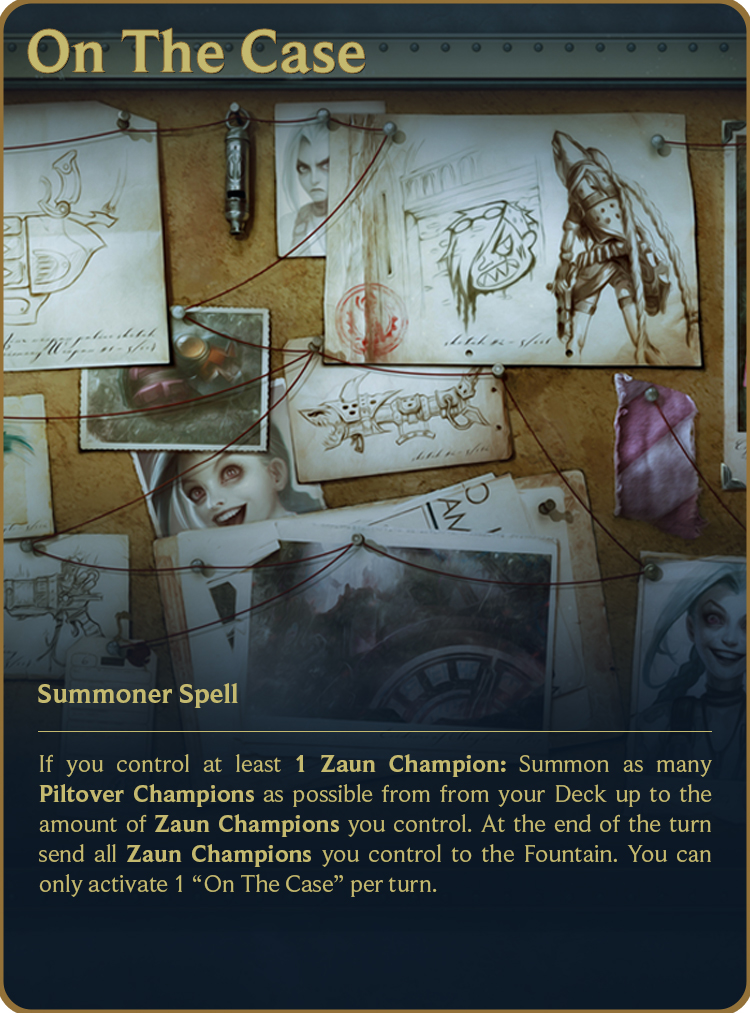 On The Case
D
AN
Summoner Spell
If you control at least 1 Zaun Champion: Summon as many
Piltover Champions as possible from from your Deck up to the
amount of Zaun Champions you control. At the end of the turn
send all Zaun Champions you control to the Fountain. You can
only activate 1 “On The Case” per turn.